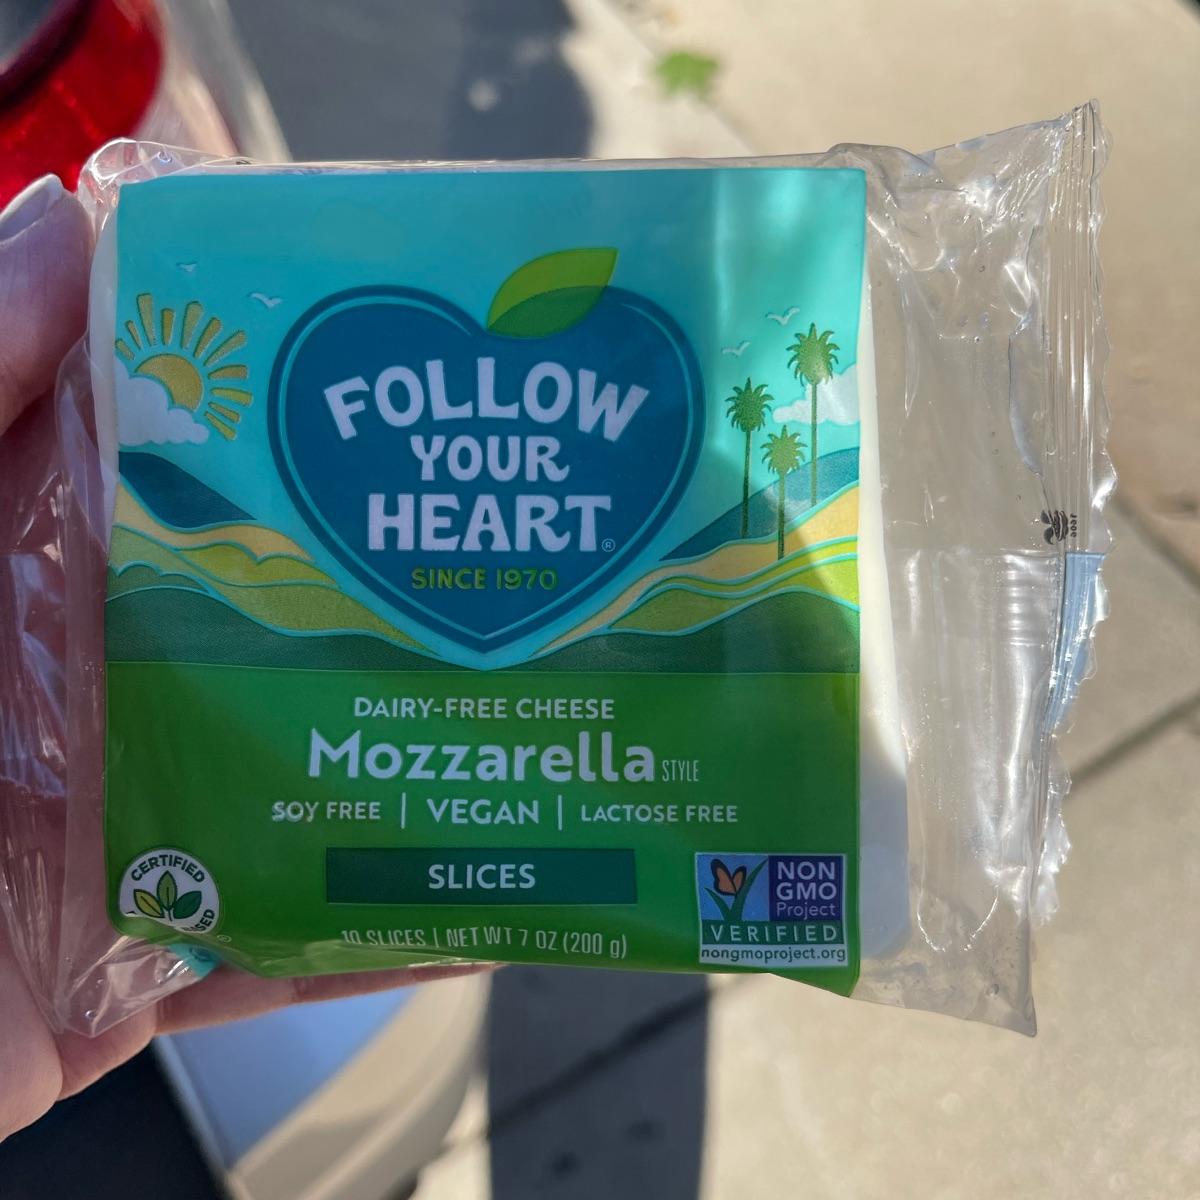 FOLLOW
YOUR
HEART®
SINCE 1970
DAIRY-FREE CHEESE
Mozzarella STYLE
SOY FREE | VEGAN | LACTOSE FREE
SLICES
10 SLICES | NET WT 7 OZ (200 g)
CERTIFIED
NON
GMO
Project
VERIFIED
nongmoproject.org